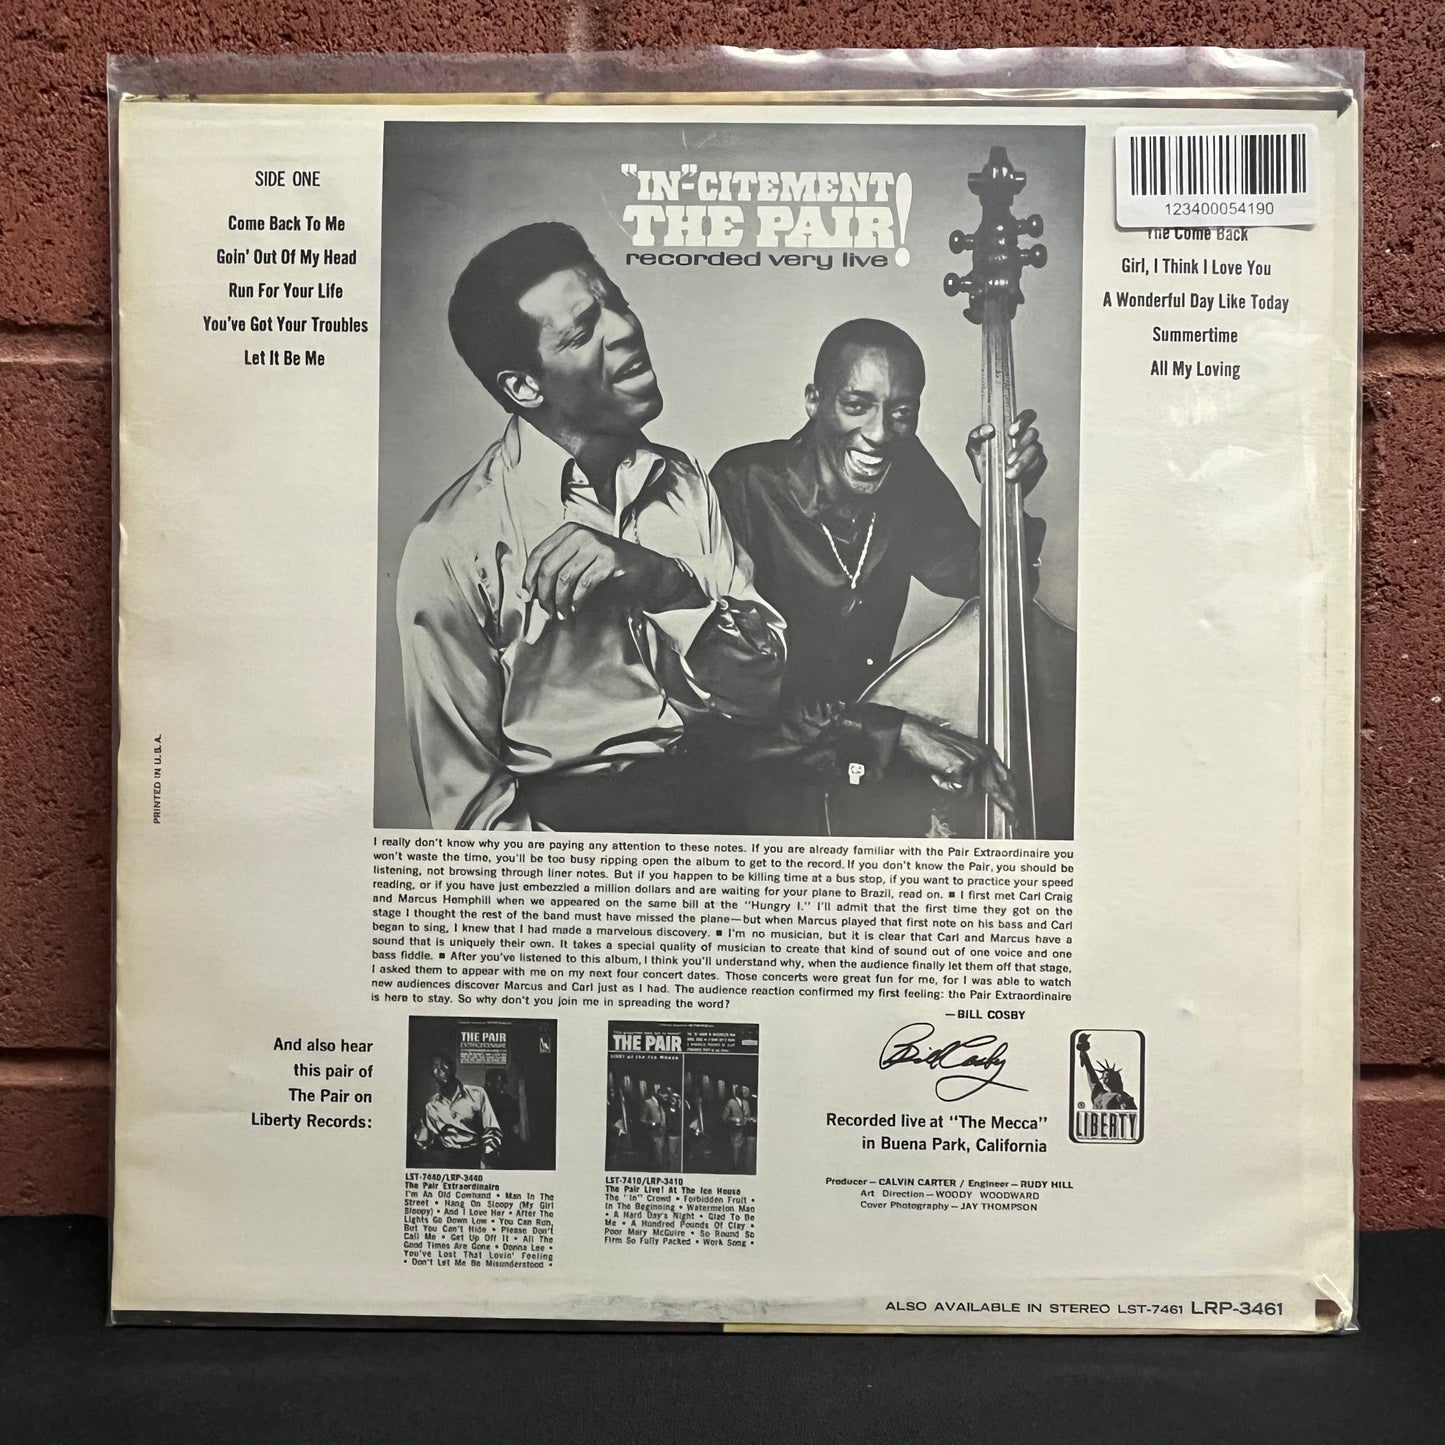 SIDE ONE
Come Back To Me
Goin' Out Of My Head
Run For Your Life
You've Got Your Troubles
Let It Be Me
"IN"-CITEMENT
THE PAIR!
recorded very live
123400054190
The Come Back
Girl, I Think I Love You
A Wonderful Day Like Today
Summertime
All My Loving
PRINTED IN U.S.A.
I really don't know why you are paying any attention to these notes. If you are already familiar with the Pair Extraordinaire you
won't waste the time, you'll be too busy ripping open the album to get to the record. If you don't know the Pair, you should be
listening, not browsing through liner notes. But if you happen to be killing time at a bus stop, if you want to practice your speed
reading, or if you have just embezzled a million dollars and are waiting for your plane to Brazil, read on. ■ I first met Carl Craig
and Marcus Hemphill when we appeared on the same bill at the "Hungry I." I'll admit that the first time they got on the
stage I thought the rest of the band must have missed the plane—but when Marcus played that first note on his bass and Carl
began to sing, I knew that I had made a marvelous discovery. ■ I'm no musician, but it is clear that Carl and Marcus have a
sound that is uniquely their own. It takes a special quality of musician to create that kind of sound out of one voice and one
bass fiddle. ■ After you've listened to this album, I think you'll understand why, when the audience finally let them off that stage,
I asked them to appear with me on my next four concert dates. Those concerts were great fun for me, for I was able to watch
new audiences discover Marcus and Carl just as I had. The audience reaction confirmed my first feeling: the Pair Extraordinaire
is here to stay. So why don't you join me in spreading the word?
—BILL COSBY
Bill Cosby
And also hear
this pair of
The Pair on
Liberty Records:
THE PAIR
EXTRAORDINAIRE
LST-7440/LRP-3440
The Pair Extraordinaire
I'm An Old Cowhand • Man In The
Street • Hang On Sloopy (My Girl
Sloopy) • And I Love Her • After The
Lights Go Down Low • You Can Run,
But You Can't Hide • Please Don't
Call Me • Get Up Off It • All The
Good Times Are Gone • Donna Lee •
You've Lost That Lovin' Feeling
• Don't Let Me Be Misunderstood •
THE PAIR
LIVE! at the Ice House
LST-7410/LRP-3410
The Pair Live! At The Ice House
The "In" Crowd • Forbidden Fruit •
In The Beginning • Watermelon Man
• A Hard Day's Night • Glad To Be
Me • A Hundred Pounds Of Clay •
Poor Mary McGuire • So Round So
Firm So Fully Packed • Work Song •
Recorded live at "The Mecca"
in Buena Park, California
® LIBERTY
Producer—CALVIN CARTER / Engineer—RUDY HILL
Art Direction—WOODY WOODWARD
Cover Photography—JAY THOMPSON
ALSO AVAILABLE IN STEREO LST-7461 LRP-3461